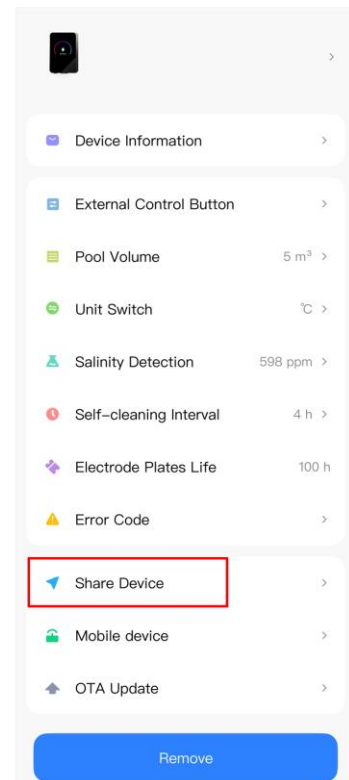 Device Information
External Control Button
Pool Volume 5 m³
Unit Switch ℃
Salinity Detection 598 ppm
Self-cleaning Interval 4 h
Electrode Plates Life 100 h
Error Code
Share Device
Mobile device
OTA Update
Remove